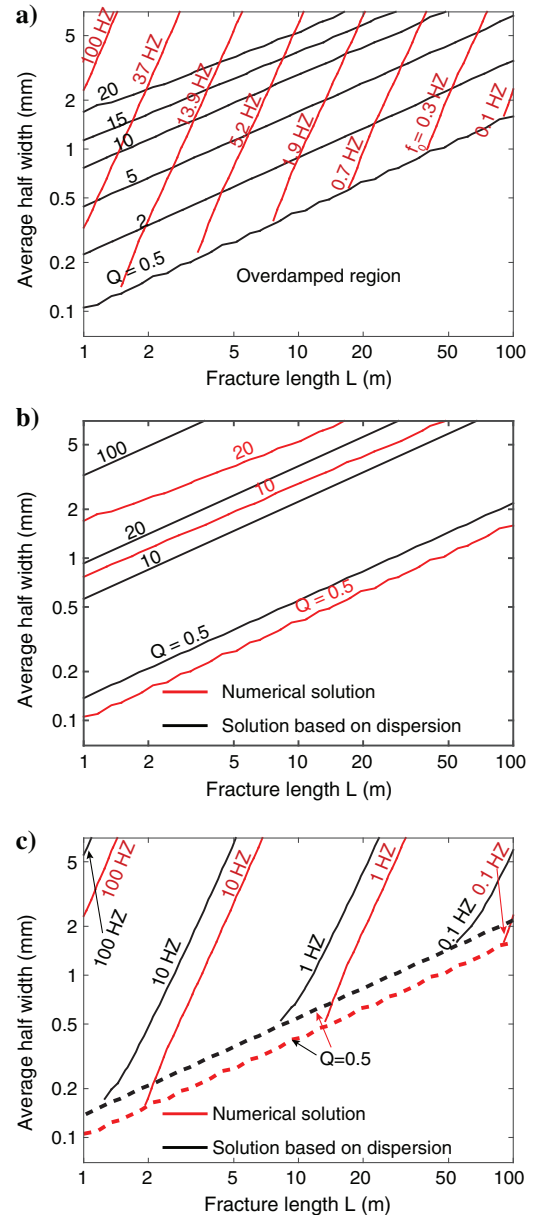 a)
Average half width (mm)
5
2
1
0.5
0.2
0.1
100 HZ
37 HZ
13.9 HZ
5.2 HZ
1.9 HZ
0.7 HZ
f0 = 0.3 HZ
0.1 HZ
20
15
10
5
2
Q = 0.5
Overdamped region
1 2 5 10 20 50 100
Fracture length L (m)
b)
Average half width (mm)
5
2
1
0.5
0.2
0.1
100
20
10
20
10
Q = 0.5
Q = 0.5
Numerical solution
Solution based on dispersion
1 2 5 10 20 50 100
Fracture length L (m)
c)
Average half width (mm)
5
2
1
0.5
0.2
0.1
100 HZ
100 HZ
10 HZ
10 HZ
1 HZ
1 HZ
0.1 HZ
0.1 HZ
Q=0.5
Numerical solution
Solution based on dispersion
1 2 5 10 20 50 100
Fracture length L (m)